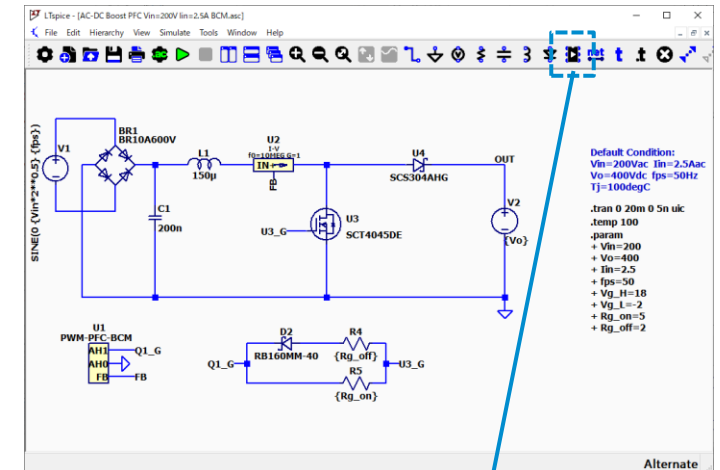 LTspice - [AC-DC Boost PFC Vin=200V Iin=2.5A BCM.asc]
File Edit Hierarchy View Simulate Tools Window Help
net t .t
SINE(0 {Vin*2**0.5} {fps})
V1
BR1
BR10A600V
L1
150µ
U2
I-V
f0=10MEG G=1
IN
FB
U4
SCS304AHG
OUT
C1
200n
U3_G
U3
SCT4045DE
V2
{Vo}
Default Condition:
Vin=200Vac Iin=2.5Aac
Vo=400Vdc fps=50Hz
Tj=100degC
.tran 0 20m 0 5n uic
.temp 100
.param
+ Vin=200
+ Vo=400
+ Iin=2.5
+ fps=50
+ Vg_H=18
+ Vg_L=-2
+ Rg_on=5
+ Rg_off=2
U1
PWM-PFC-BCM
AH1 Q1_G
AH0
FB FB
D2
RB160MM-40
R4
{Rg_off}
Q1_G
U3_G
R5
{Rg_on}
Alternate